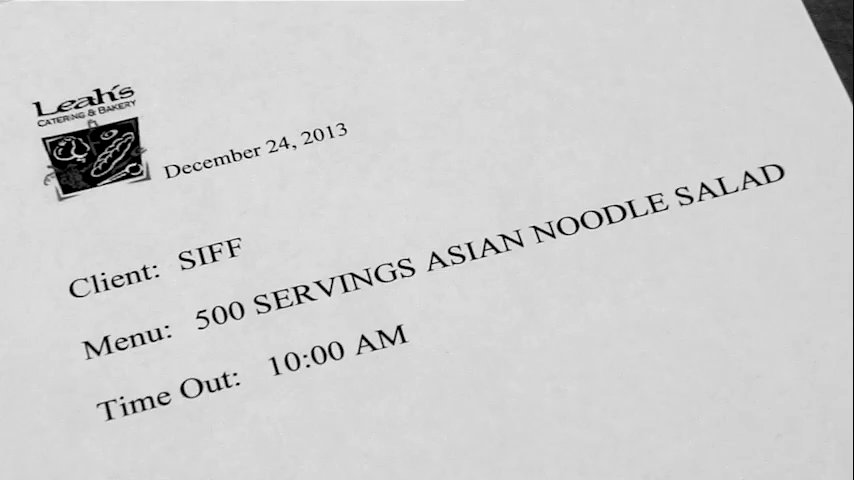 Leah's
CATERING & BAKERY
December 24, 2013
Client: SIFF
Menu: 500 SERVINGS ASIAN NOODLE SALAD
Time Out: 10:00 AM